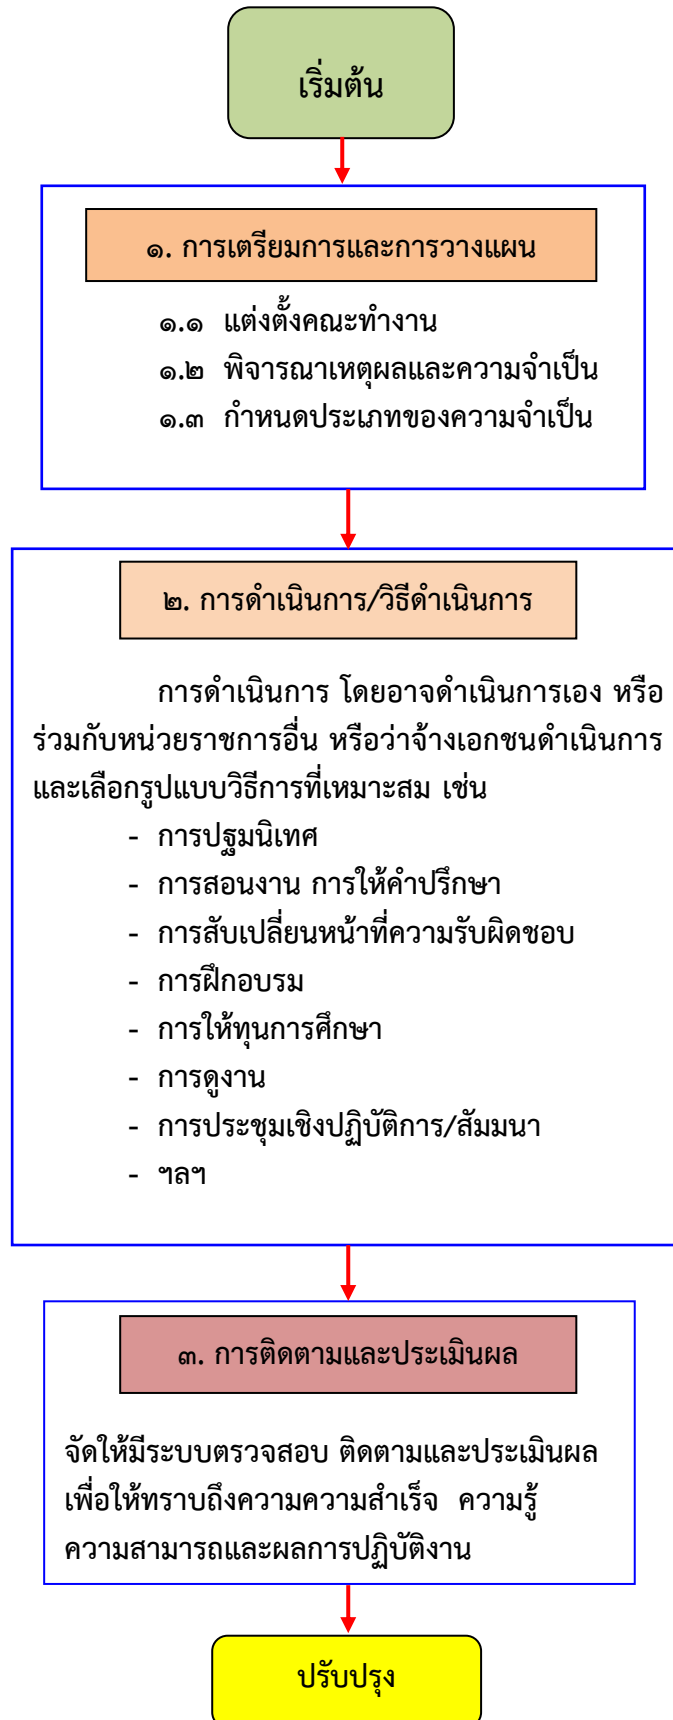 เริ่มต้น
๑. การเตรียมการและการวางแผน
๑.๑ แต่งตั้งคณะทำงาน
๑.๒ พิจารณาเหตุผลและความจำเป็น
๑.๓ กำหนดประเภทของความจำเป็น
๒. การดำเนินการ/วิธีดำเนินการ
การดำเนินการ โดยอาจดำเนินการเอง หรือ
ร่วมกับหน่วยราชการอื่น หรือว่าจ้างเอกชนดำเนินการ
และเลือกรูปแบบวิธีการที่เหมาะสม เช่น
- การปฐมนิเทศ
- การสอนงาน การให้คำปรึกษา
- การสับเปลี่ยนหน้าที่ความรับผิดชอบ
- การฝึกอบรม
- การให้ทุนการศึกษา
- การดูงาน
- การประชุมเชิงปฏิบัติการ/สัมมนา
- ฯลฯ
๓. การติดตามและประเมินผล
จัดให้มีระบบตรวจสอบ ติดตามและประเมินผล
เพื่อให้ทราบถึงความความสำเร็จ ความรู้
ความสามารถและผลการปฏิบัติงาน
ปรับปรุง